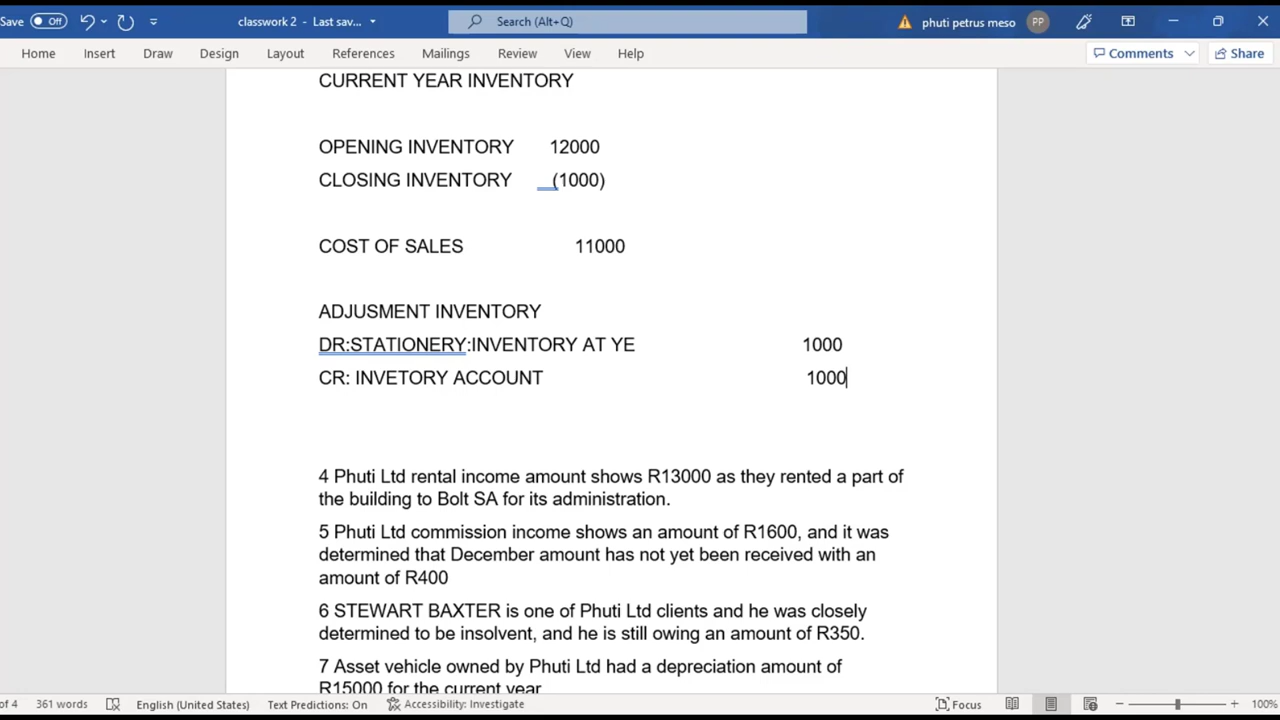 Save Off classwork 2 - Last sav... Search (Alt+Q) phuti petrus meso PP
Home Insert Draw Design Layout References Mailings Review View Help Comments Share
CURRENT YEAR INVENTORY
OPENING INVENTORY 12000
CLOSING INVENTORY (1000)
COST OF SALES 11000
ADJUSMENT INVENTORY
DR:STATIONERY:INVENTORY AT YE 1000
CR: INVETORY ACCOUNT 1000
4 Phuti Ltd rental income amount shows R13000 as they rented a part of
the building to Bolt SA for its administration.
5 Phuti Ltd commission income shows an amount of R1600, and it was
determined that December amount has not yet been received with an
amount of R400
6 STEWART BAXTER is one of Phuti Ltd clients and he was closely
determined to be insolvent, and he is still owing an amount of R350.
7 Asset vehicle owned by Phuti Ltd had a depreciation amount of
R15000 for the current year
of 4 361 words English (United States) Text Predictions: On Accessibility: Investigate Focus 100%